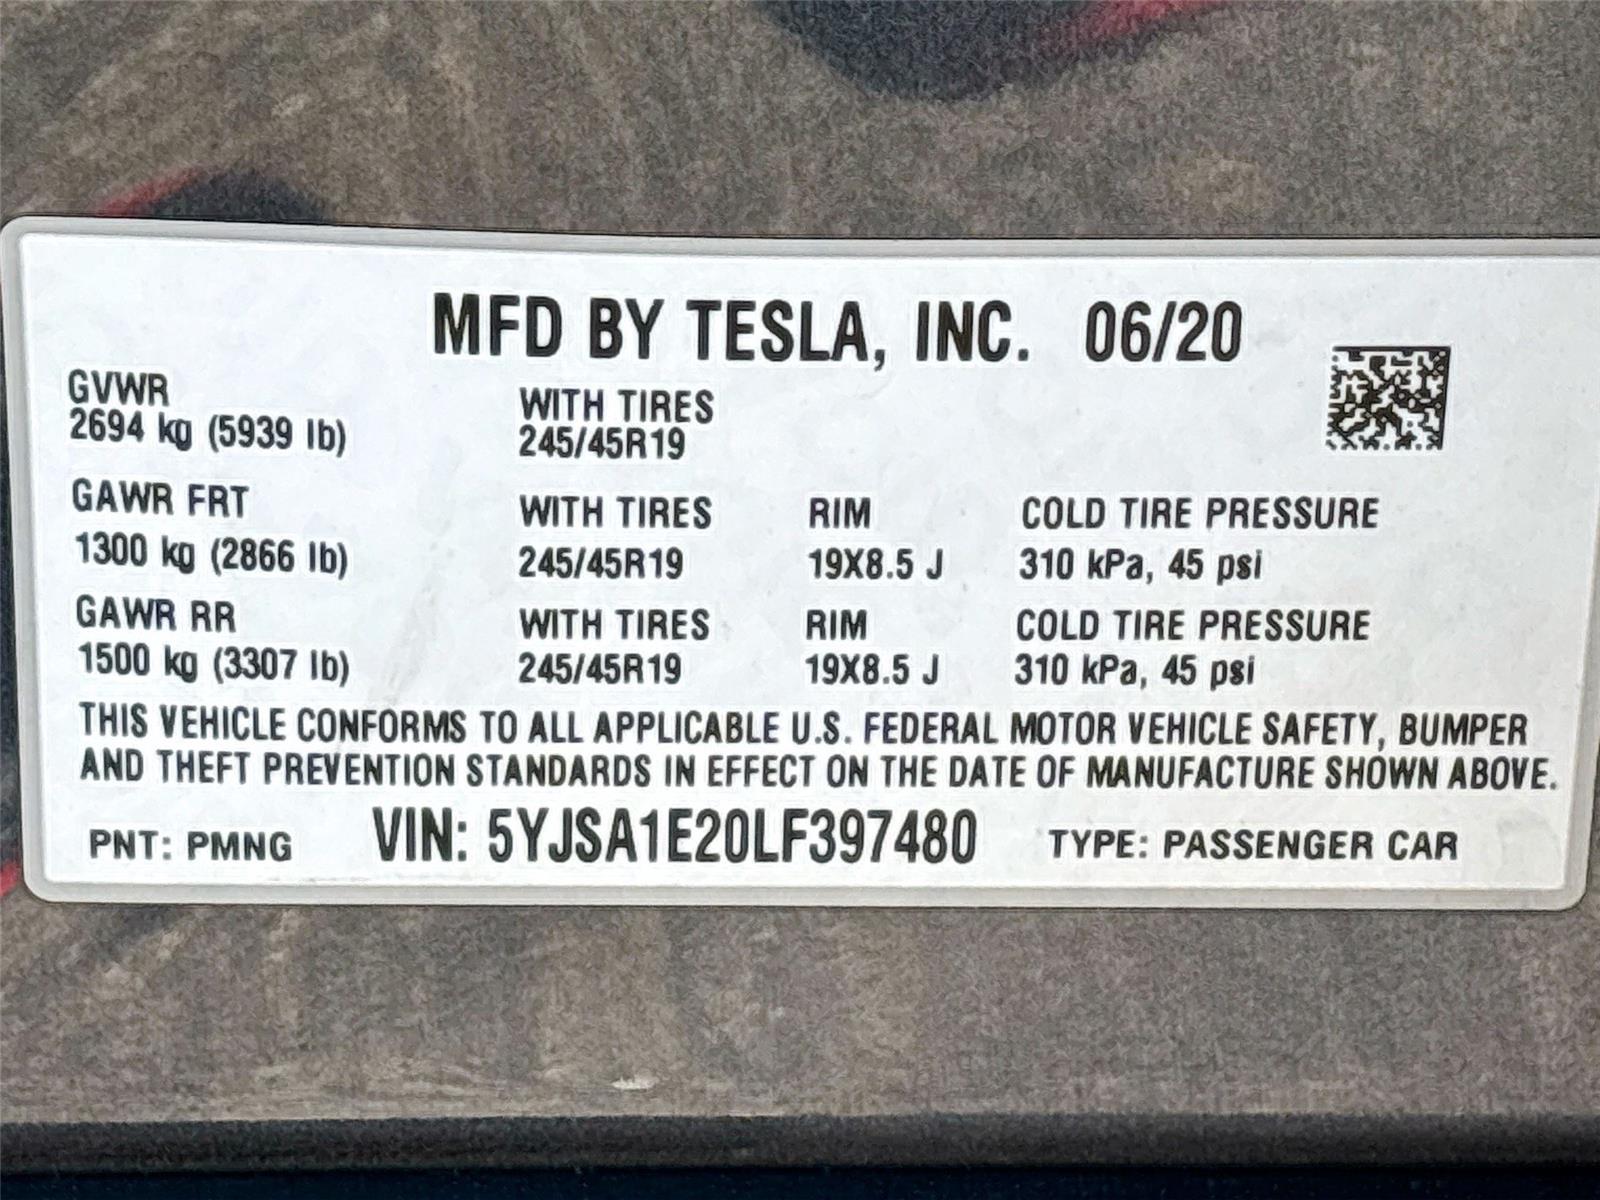 MFD BY TESLA, INC. 06/20
GVWR
2694 kg (5939 lb)
WITH TIRES
245/45R19
GAWR FRT
1300 kg (2866 lb)
WITH TIRES
245/45R19
RIM
19X8.5 J
COLD TIRE PRESSURE
310 kPa, 45 psi
GAWR RR
1500 kg (3307 lb)
WITH TIRES
245/45R19
RIM
19X8.5 J
COLD TIRE PRESSURE
310 kPa, 45 psi
THIS VEHICLE CONFORMS TO ALL APPLICABLE U.S. FEDERAL MOTOR VEHICLE SAFETY, BUMPER
AND THEFT PREVENTION STANDARDS IN EFFECT ON THE DATE OF MANUFACTURE SHOWN ABOVE.
PNT: PMNG VIN: 5YJSA1E20LF397480 TYPE: PASSENGER CAR